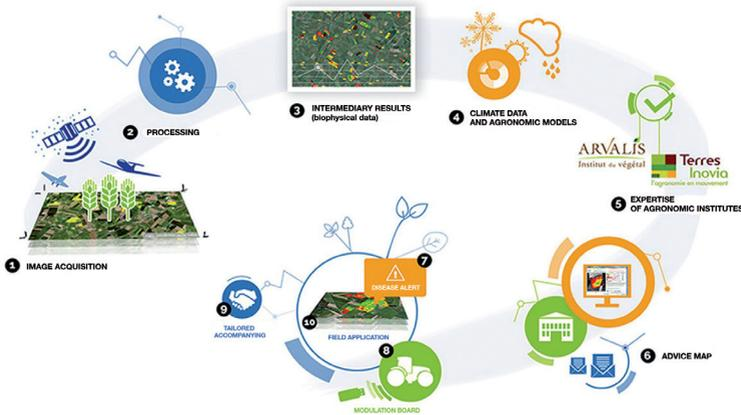 1 IMAGE ACQUISITION
2 PROCESSING
3 INTERMEDIARY RESULTS
(biophysical data)
4 CLIMATE DATA
AND AGRONOMIC MODELS
ARVALIS
Institut du végétal
Terres
Inovia
l'agronomie en mouvement
5 EXPERTISE
OF AGRONOMIC INSTITUTES
6 ADVICE MAP
7
DISEASE ALERT
8
MODULATION BOARD
9
TAILORED
ACCOMPANYING
10
FIELD APPLICATION